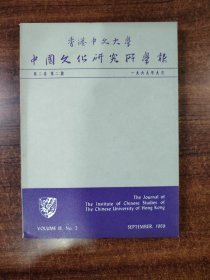 香港中文大學
中國文化研究所學報
第二卷 第二期 一九六九年九月
The Journal of
The Institute of Chinese Studies of
The Chinese University of Hong Kong
VOLUME II, No. 2 SEPTEMBER, 1969